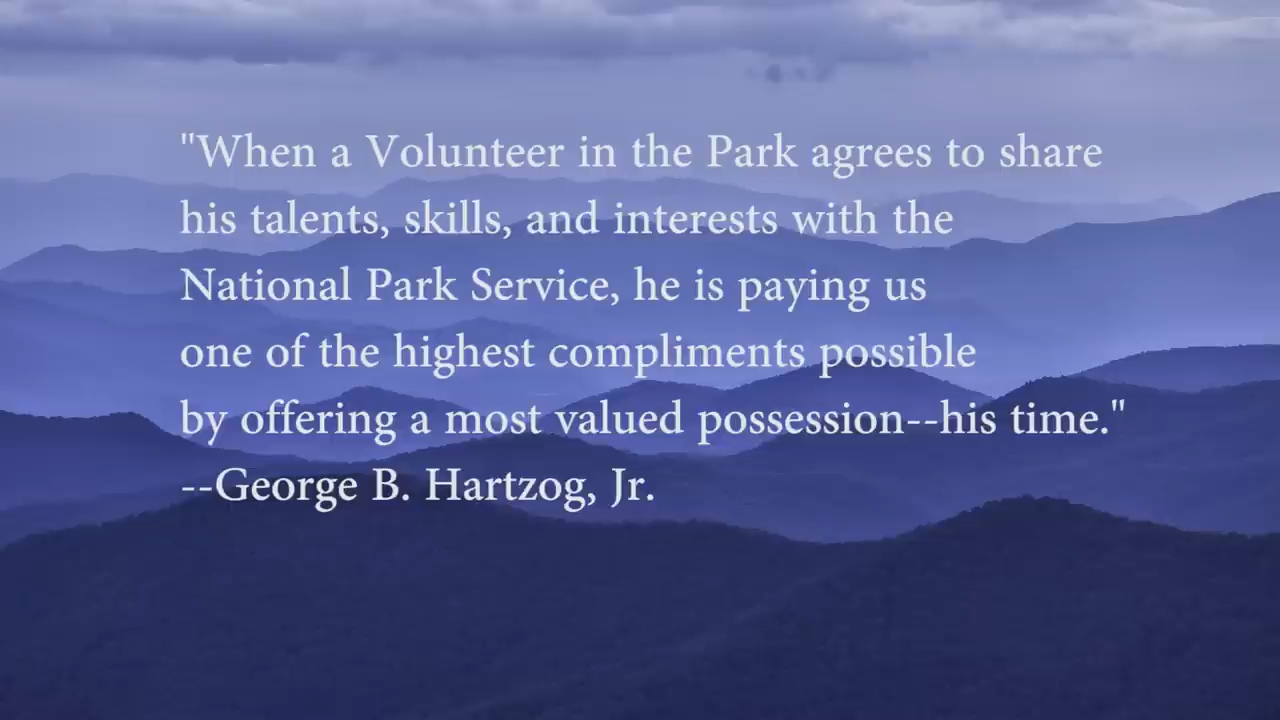 "When a Volunteer in the Park agrees to share
his talents, skills, and interests with the
National Park Service, he is paying us
one of the highest compliments possible
by offering a most valued possession--his time."
--George B. Hartzog, Jr.